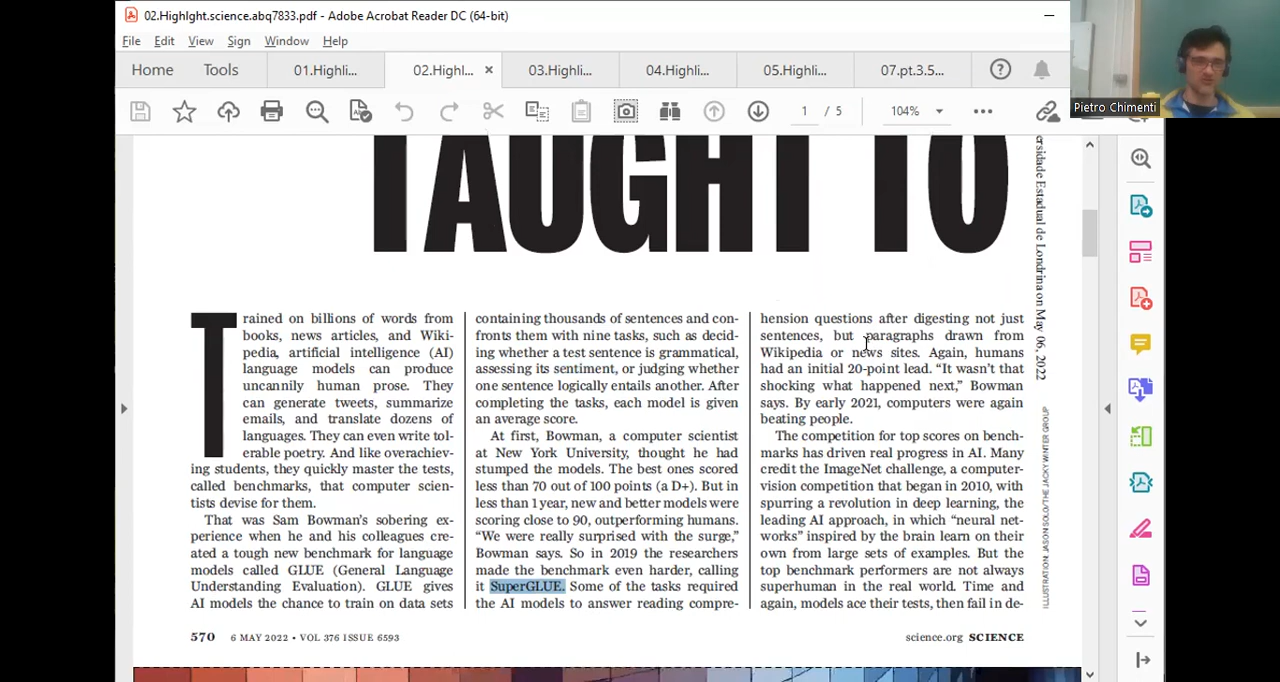 02.Highlght.science.abq7833.pdf - Adobe Acrobat Reader DC (64-bit)
File Edit View Sign Window Help
Home Tools 01.Highli... 02.Highl... × 03.Highli... 04.Highli... 05.Highli... 07.pt.3.5...
1 / 5 104%
Pietro Chimenti
TAUGHT TO
Trained on billions of words from
books, news articles, and Wiki-
pedia, artificial intelligence (AI)
language models can produce
uncannily human prose. They
can generate tweets, summaze
emails, and translate dozens of
languages. They can even write tol-
erable poetry. And like overachiev-
ing students, they quickly master the tests,
called benchmarks, that computer scien-
tists devise for them.
That was Sam Bowman's sobering ex-
perience when he and his colleagues cre-
ated a tough new benchmark for language
models called GLUE (General Language
Understanding Evaluation). GLUE gives
AI models the chance to train on data sets
containing thousands of sentences and con-
fronts them with nine tasks, such as decid-
ing whether a test sentence is grammatical,
assessing its sentiment, or judging whether
one sentence logically entails another. After
completing the tasks, each model is given
an average score.
At first, Bowman, a computer scientist
at New York University, thought he had
stumped the models. The best ones scored
less than 70 out of 100 points (a D+). But in
less than 1 year, new and better models were
scoring close to 90, outperforming humans.
“We were really surprised with the surge,”
Bowman says. So in 2019 the researchers
made the benchmark even harder, calling
it SuperGLUE. Some of the tasks required
the AI models to answer reading compre-
hension questions after digesting not just
sentences, but paragraphs drawn from
Wikipedia or news sites. Again, humans
had an initial 20-point lead. “It wasn't that
shocking what happened next,” Bowman
says. By early 2021, computers were again
beating people.
The competition for top scores on bench-
marks has driven real progress in AI. Many
credit the ImageNet challenge, a computer-
vision competition that began in 2010, with
spurring a revolution in deep learning, the
leading AI approach, in which “neural net-
works” inspired by the brain learn on their
own from large sets of examples. But the
top benchmark performers are not always
superhuman in the real world. Time and
again, models ace their tests, then fail in de-
ersidade Estadual de Londrina on May 06, 2022
ILLUSTRATION: JASON SOLO/THE JACKY WINTER GROUP
570 6 MAY 2022 • VOL 376 ISSUE 6593
science.org SCIENCE